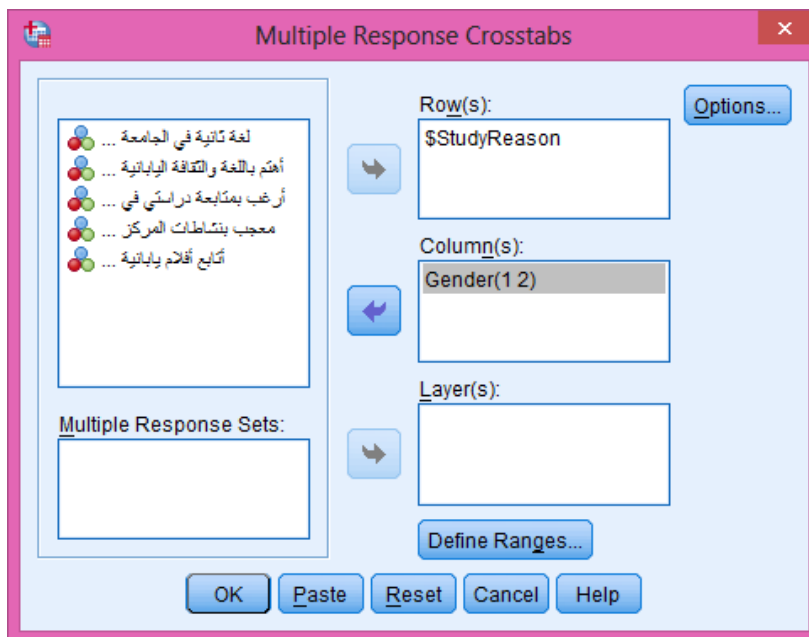 Multiple Response Crosstabs
لغة ثانية في الجامعة ...
أهتم باللغة والثقافة اليابانية ...
أرغب بمتابعة دراستي في ...
معجب بنشاطات المركز ...
أتابع أفلام يابانية ...
Multiple Response Sets:
Row(s):
$StudyReason
Options...
Column(s):
Gender(1 2)
Layer(s):
Define Ranges...
OK Paste Reset Cancel Help